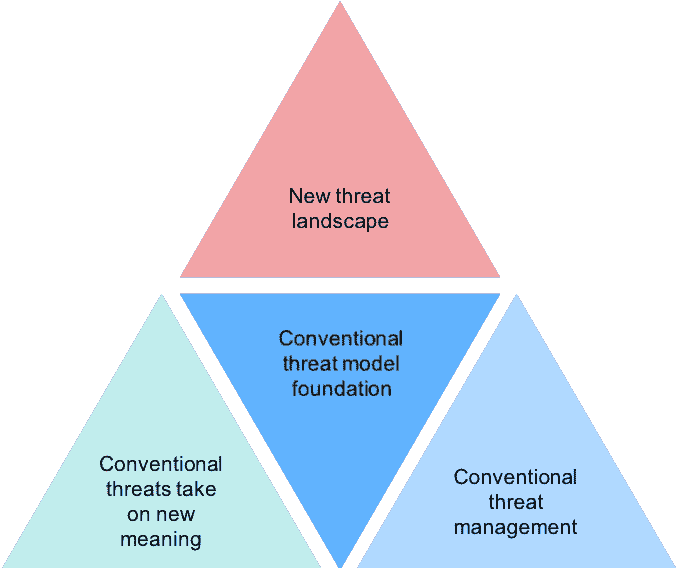 New threat
landscape
Conventional
threat model
foundation
Conventional
threats take
on new
meaning
Conventional
threat
management